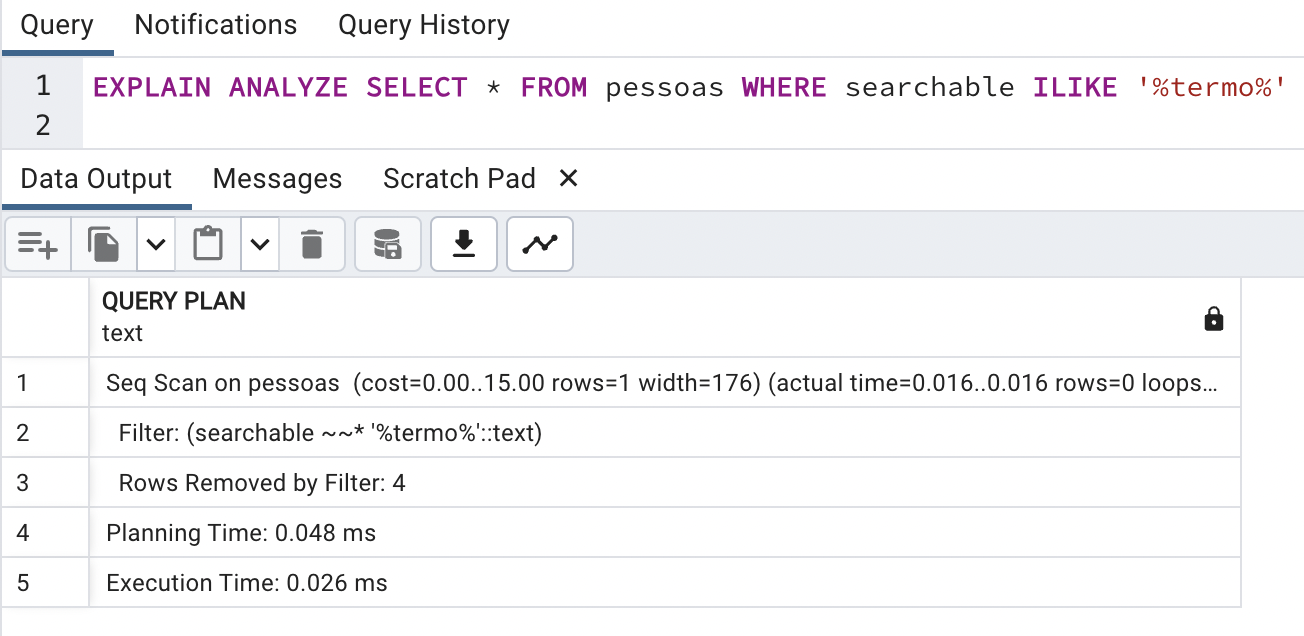 Query Notifications Query History
1 EXPLAIN ANALYZE SELECT * FROM pessoas WHERE searchable ILIKE '%termo%'
2
Data Output Messages Scratch Pad ×
QUERY PLAN
text
1 Seq Scan on pessoas (cost=0.00..15.00 rows=1 width=176) (actual time=0.016..0.016 rows=0 loops...
2 Filter: (searchable ~~* '%termo%'::text)
3 Rows Removed by Filter: 4
4 Planning Time: 0.048 ms
5 Execution Time: 0.026 ms